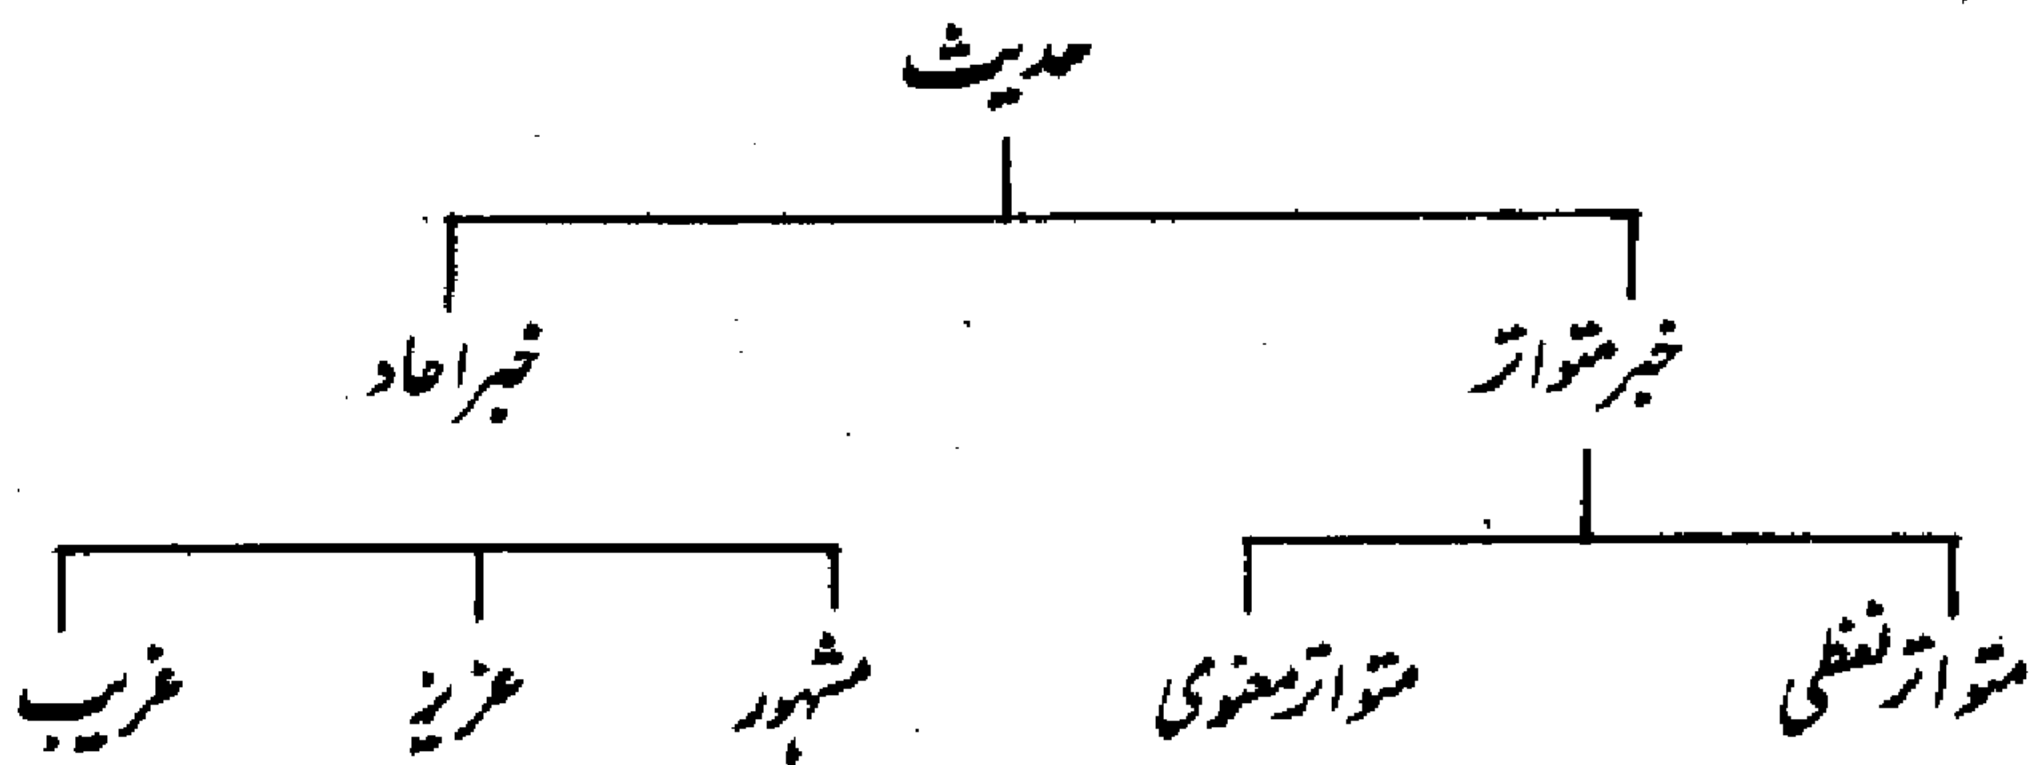 حدیث
خبر متواتر
خبر احاد
متواتر لفظی
متواتر معنوی
مشہور
عزیز
غریب